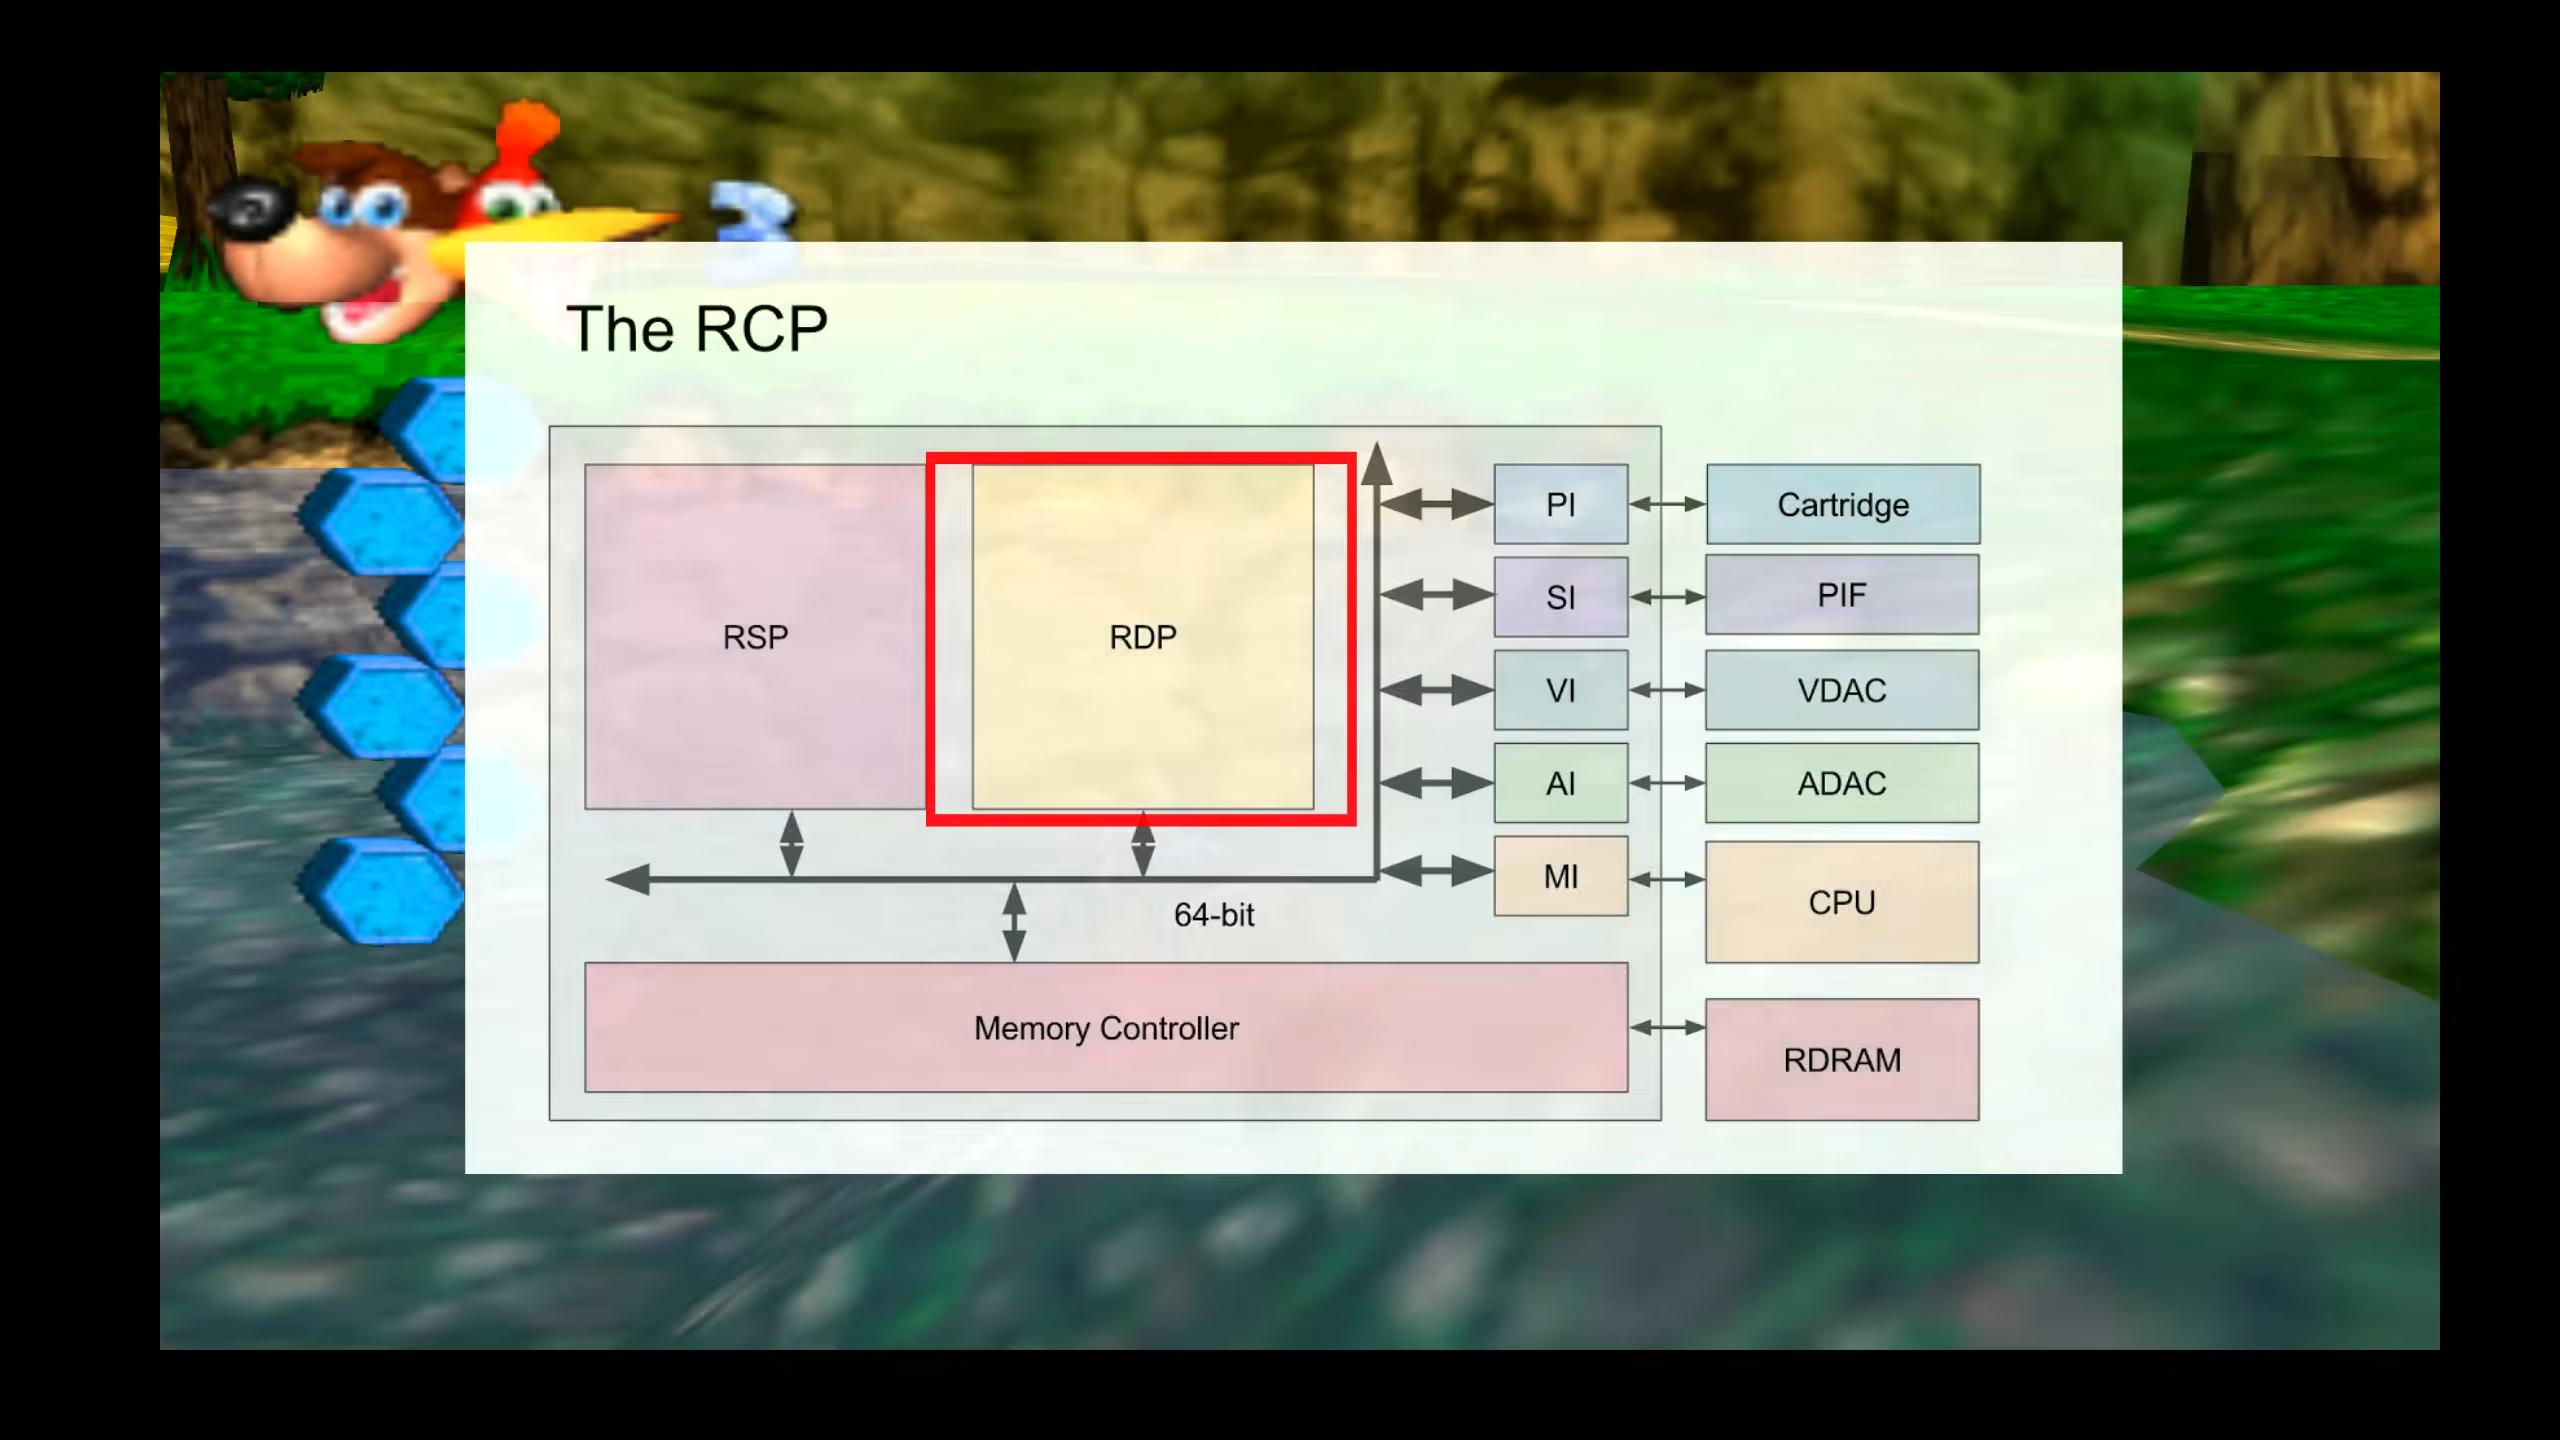 3
The RCP
RSP
RDP
PI
Cartridge
SI
PIF
VI
VDAC
AI
ADAC
MI
CPU
64-bit
Memory Controller
RDRAM